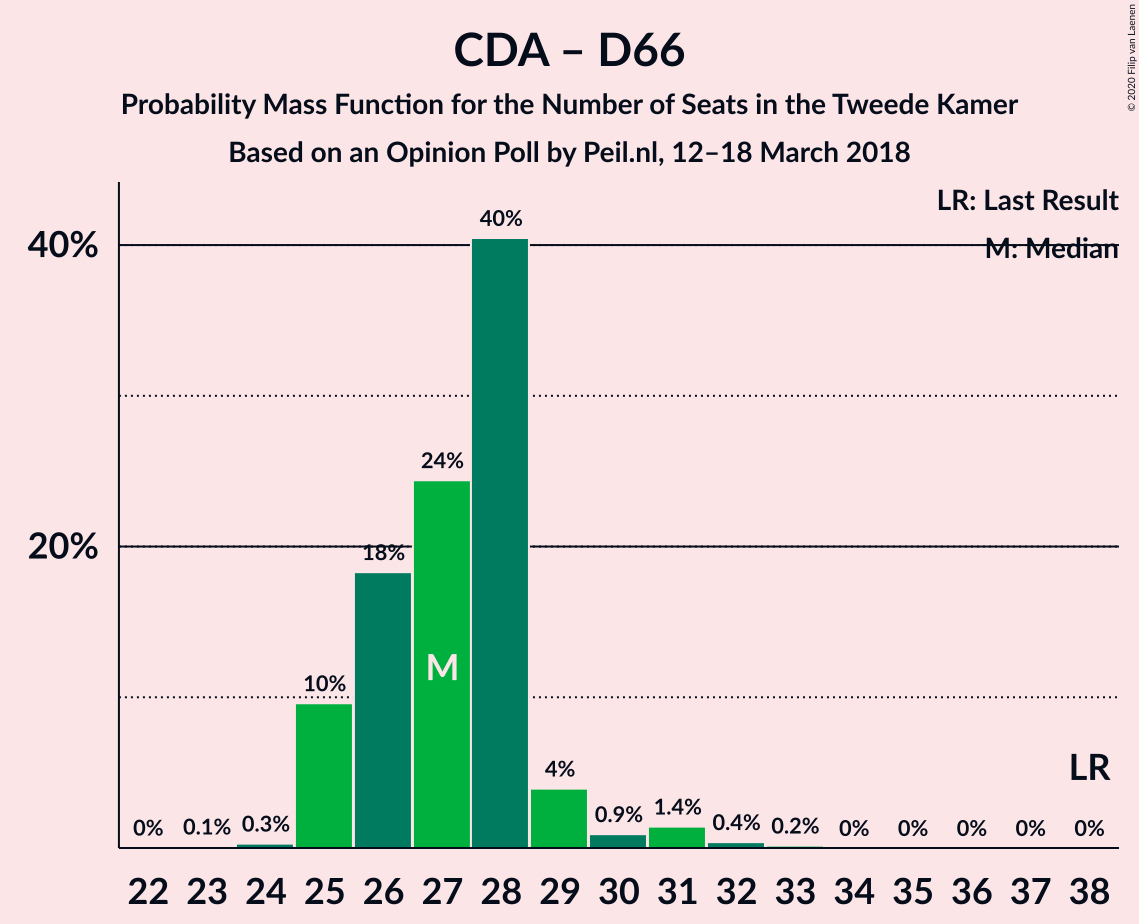 CDA – D66
Probability Mass Function for the Number of Seats in the Tweede Kamer
Based on an Opinion Poll by Peil.nl, 12–18 March 2018
© 2020 Filip van Laenen
LR: Last Result
M: Median
40%
20%
0% 0.1% 0.3% 10% 18% 24% 40% 4% 0.9% 1.4% 0.4% 0.2% 0% 0% 0% 0% 0%
M
LR
22 23 24 25 26 27 28 29 30 31 32 33 34 35 36 37 38